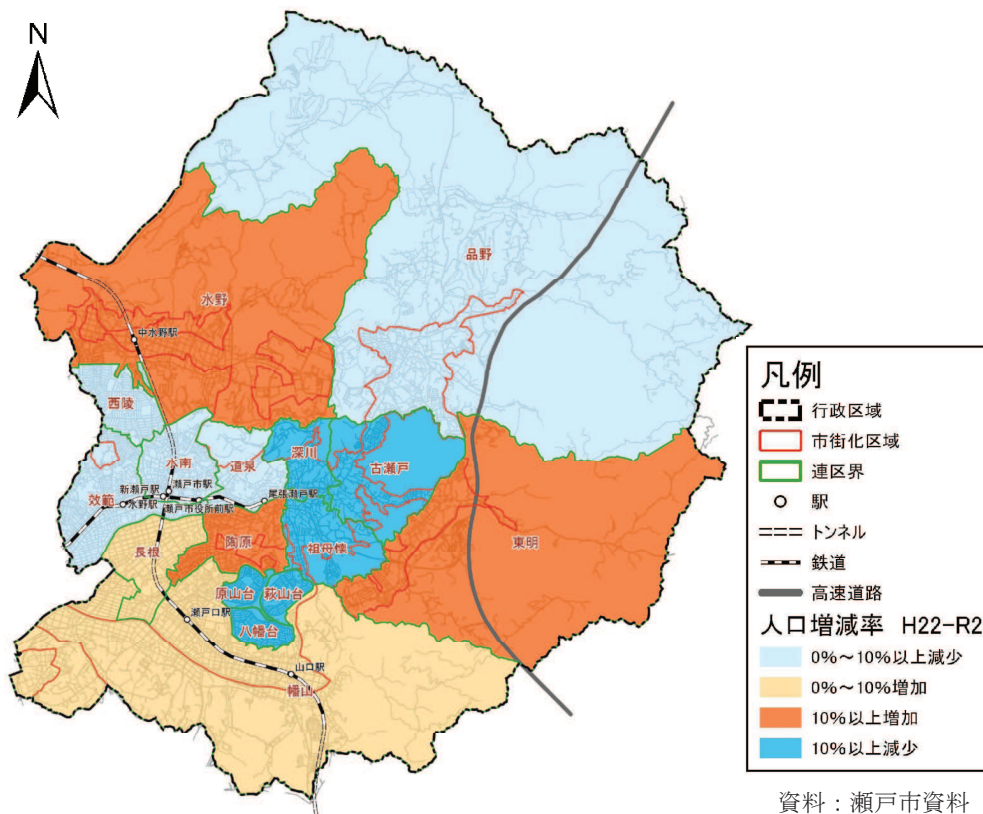 N
品野
水野
中水野駅
西陵
深川
水南
道泉
古瀬戸
瀬戸市駅
新瀬戸駅
尾張瀬戸駅
効範
水野駅
瀬戸市役所前駅
長根
陶原
祖母懐
東明
原山台
萩山台
瀬戸口駅
八幡台
山口駅
幡山
凡例
行政区域
市街化区域
連区界
駅
トンネル
鉄道
高速道路
人口増減率 H22-R2
0%~10%以上減少
0%~10%増加
10%以上増加
10%以上減少
資料:瀬戸市資料